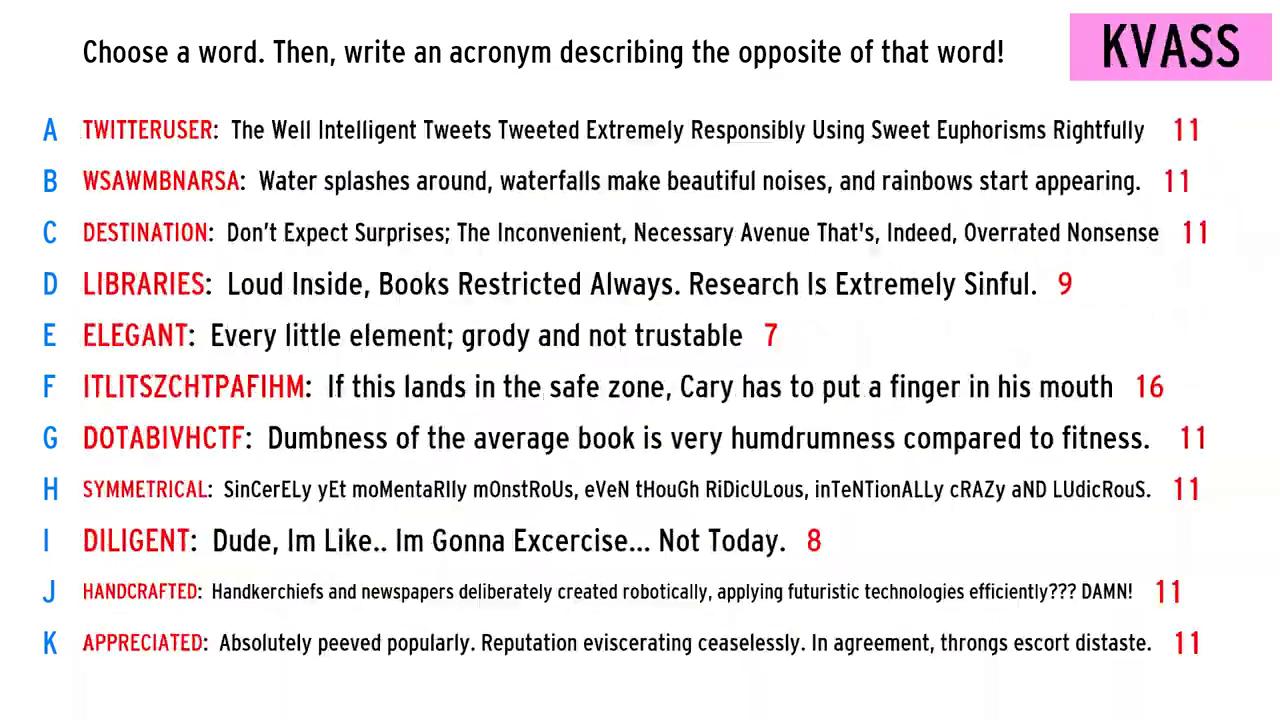 Choose a word. Then, write an acronym describing the opposite of that word!
KVASS
A TWITTERUSER: The Well Intelligent Tweets Tweeted Extremely Responsibly Using Sweet Euphorisms Rightfully 11
B WSAWMBNARSA: Water splashes around, waterfalls make beautiful noises, and rainbows start appearing. 11
C DESTINATION: Don't Expect Surprises; The Inconvenient, Necessary Avenue That's, Indeed, Overrated Nonsense 11
D LIBRARIES: Loud Inside, Books Restricted Always. Research Is Extremely Sinful. 9
E ELEGANT: Every little element; grody and not trustable 7
F ITLITSZCHTPAFIHM: If this lands in the safe zone, Cary has to put a finger in his mouth 16
G DOTABIVHCTF: Dumbness of the average book is very humdrumness compared to fitness. 11
H SYMMETRICAL: SinCerELy yEt moMentaRIly mOnstRoUs, eVeN tHouGh RiDicULous, inTeNTionALLy cRAZy aND LUdicRouS. 11
I DILIGENT: Dude, Im Like.. Im Gonna Excercise... Not Today. 8
J HANDCRAFTED: Handkerchiefs and newspapers deliberately created robotically, applying futuristic technologies efficiently??? DAMN! 11
K APPRECIATED: Absolutely peeved popularly. Reputation eviscerating ceaselessly. In agreement, throngs escort distaste. 11